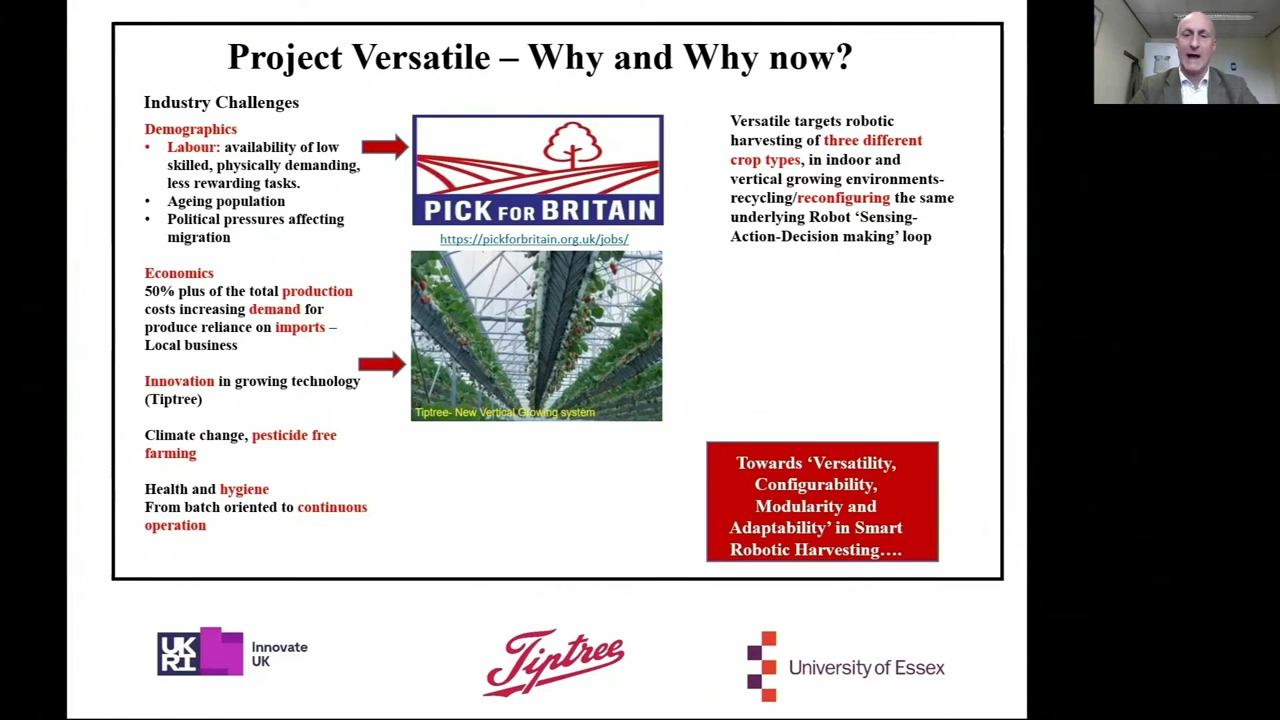 Project Versatile – Why and Why now?
Industry Challenges
Demographics
• Labour: availability of low
skilled, physically demanding,
less rewarding tasks.
• Ageing population
• Political pressures affecting
migration
Economics
50% plus of the total production
costs increasing demand for
produce reliance on imports –
Local business
Innovation in growing technology
(Tiptree)
Climate change, pesticide free
farming
Health and hygiene
From batch oriented to continuous
operation
PICK FOR BRITAIN
https://pickforbritain.org.uk/jobs/
Tiptree- New Vertical Growing system
Versatile targets robotic
harvesting of three different
crop types, in indoor and
vertical growing environments-
recycling/reconfiguring the same
underlying Robot ‘Sensing-
Action-Decision making’ loop
Towards ‘Versatility,
Configurability,
Modularity and
Adaptability’ in Smart
Robotic Harvesting….
UK
RI
Innovate
UK
Tiptree
University of Essex